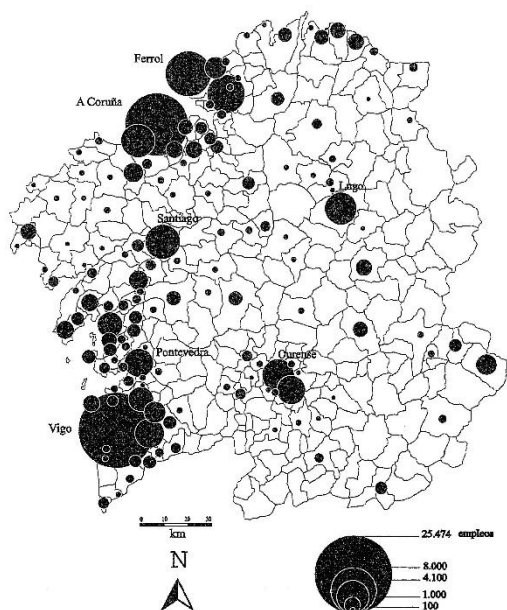 Ferrol
A Coruña
Lugo
Santiago
Pontevedra
Ourense
Vigo
0 10 20 30
km
N
25.474 empleos
8.000
4.100
1.000
100